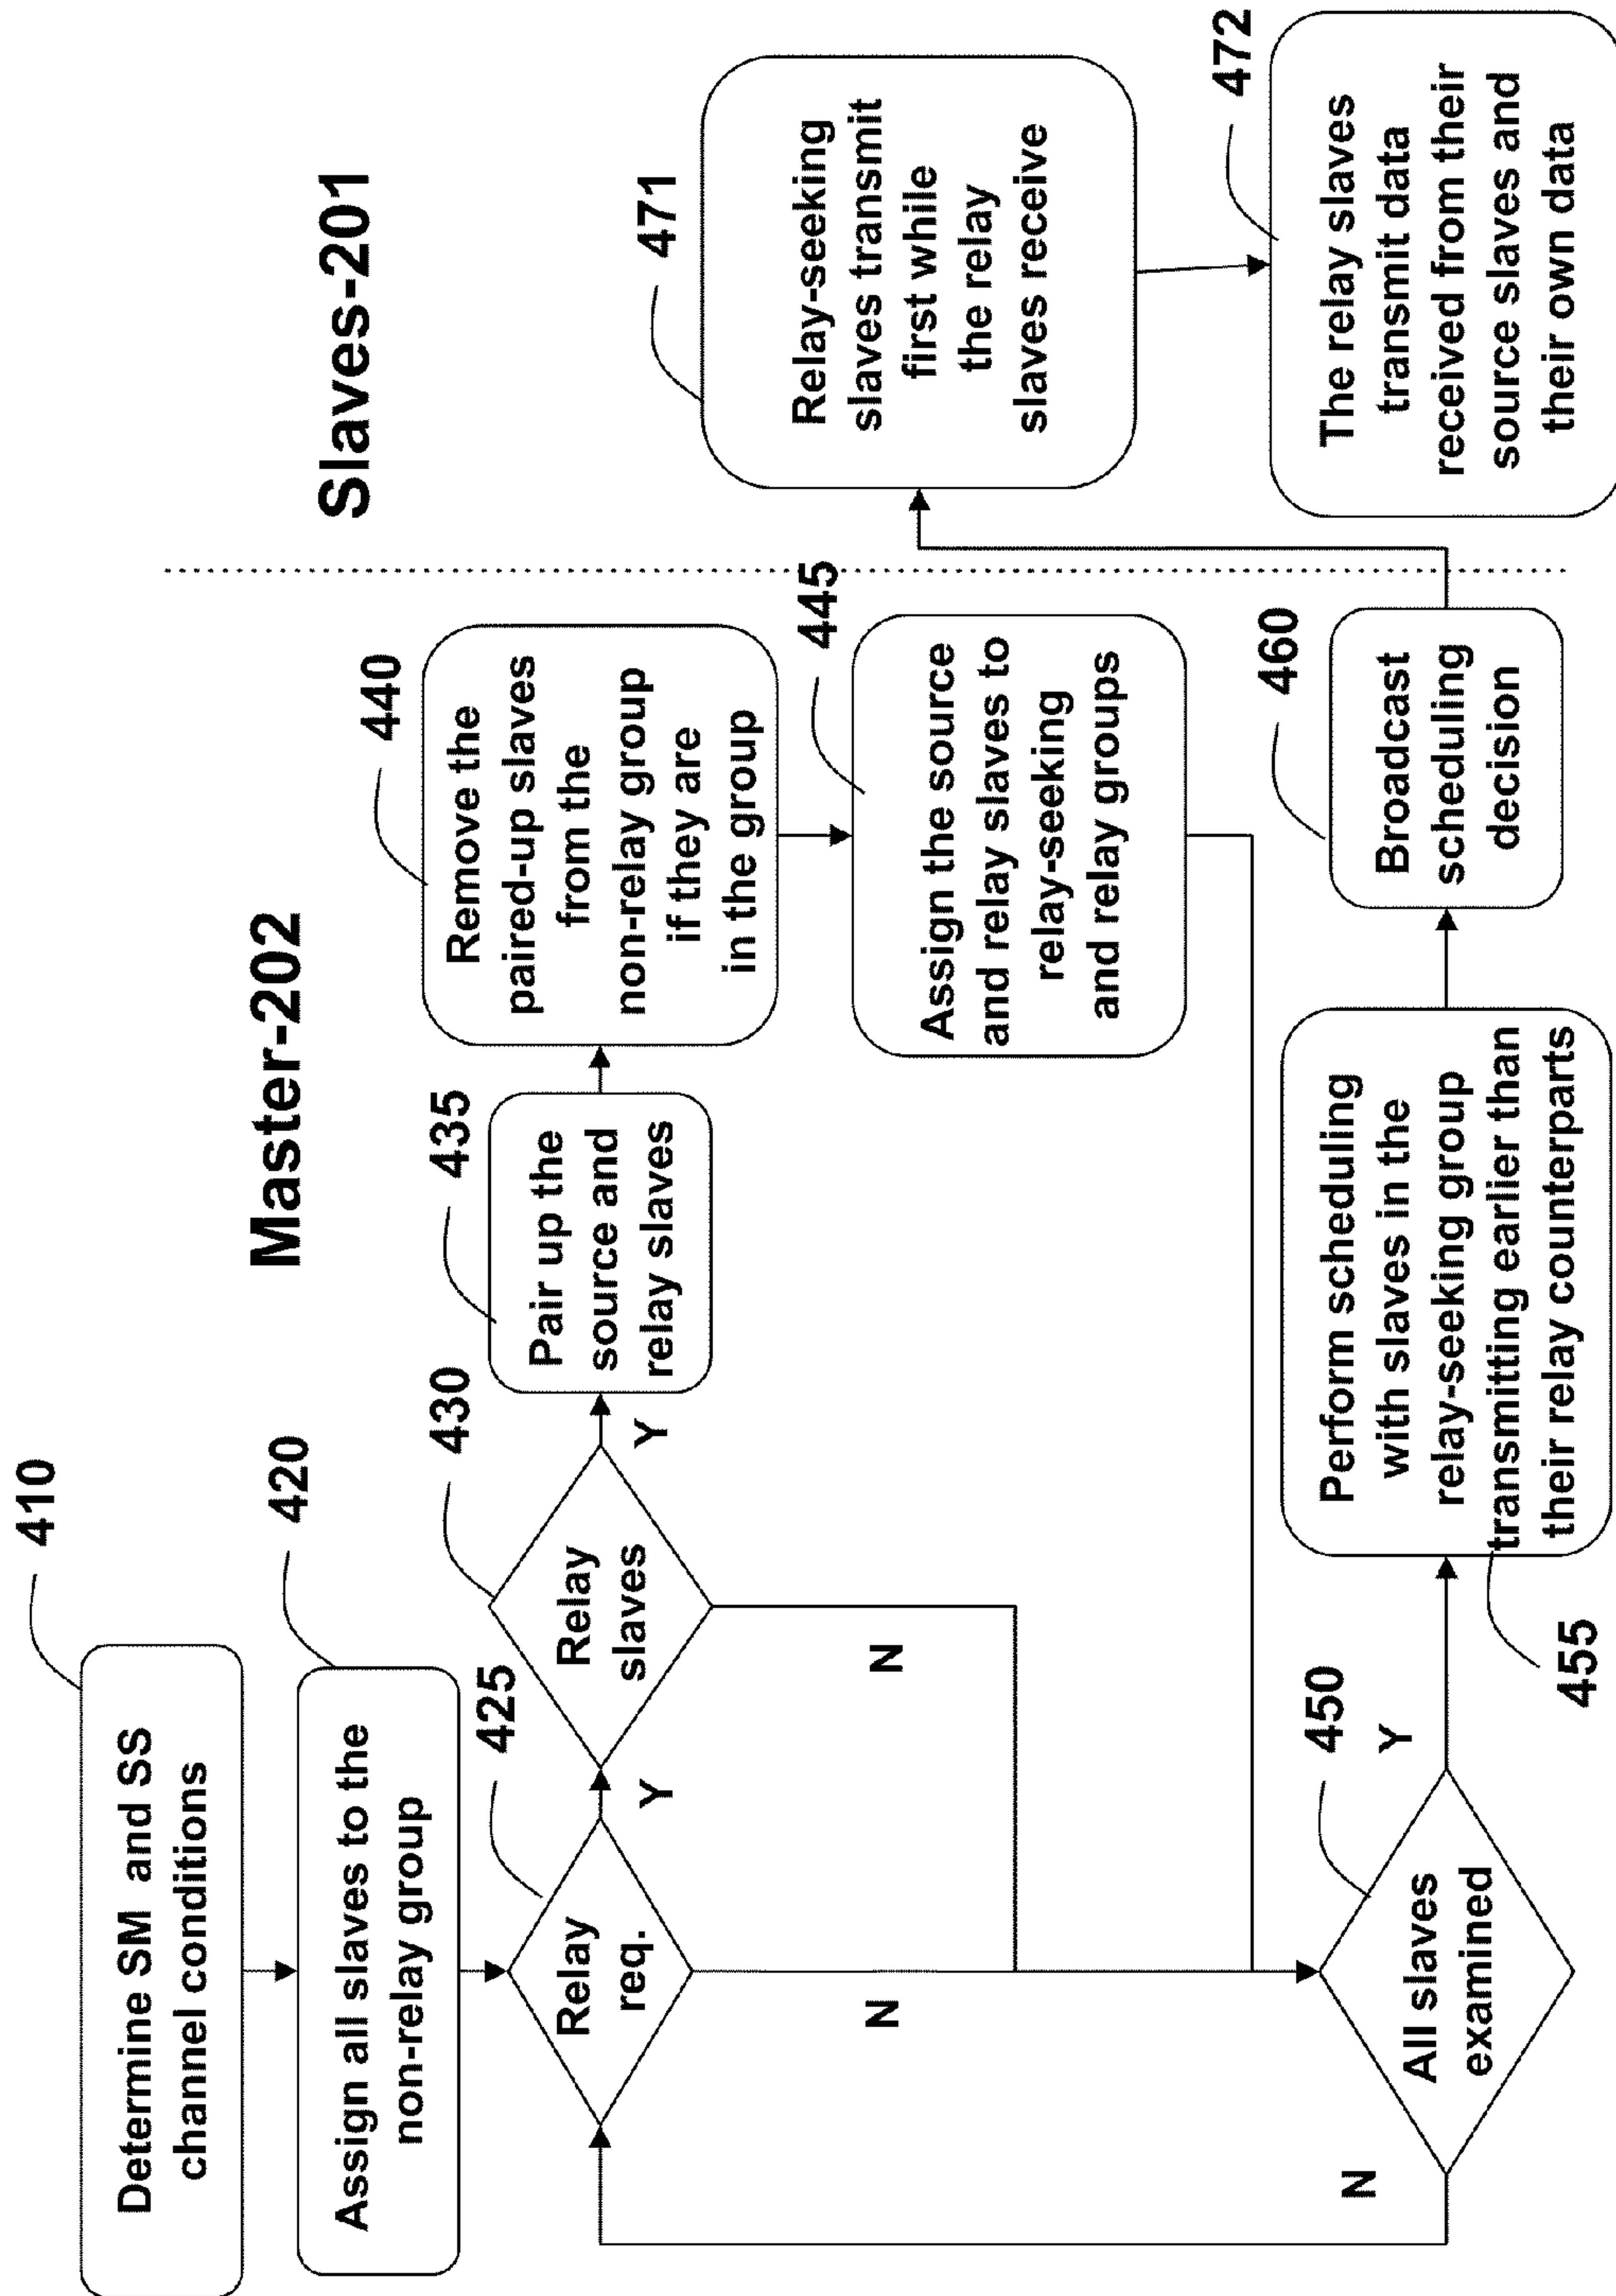 Master-202
Slaves-201
410
Determine SM and SS
channel conditions
420
Assign all slaves to the
non-relay group
425
Relay
req.
Y
N
430
Relay
slaves
Y
N
435
Pair up the
source and
relay slaves
440
Remove the
paired-up slaves
from the
non-relay group
if they are
in the group
445
Assign the source
and relay slaves to
relay-seeking
and relay groups
450
All slaves
examined
Y
N
455
Perform scheduling
with slaves in the
relay-seeking group
transmitting earlier than
their relay counterparts
460
Broadcast
scheduling
decision
471
Relay-seeking
slaves transmit
first while
the relay
slaves receive
472
The relay slaves
transmit data
received from their
source slaves and
their own data